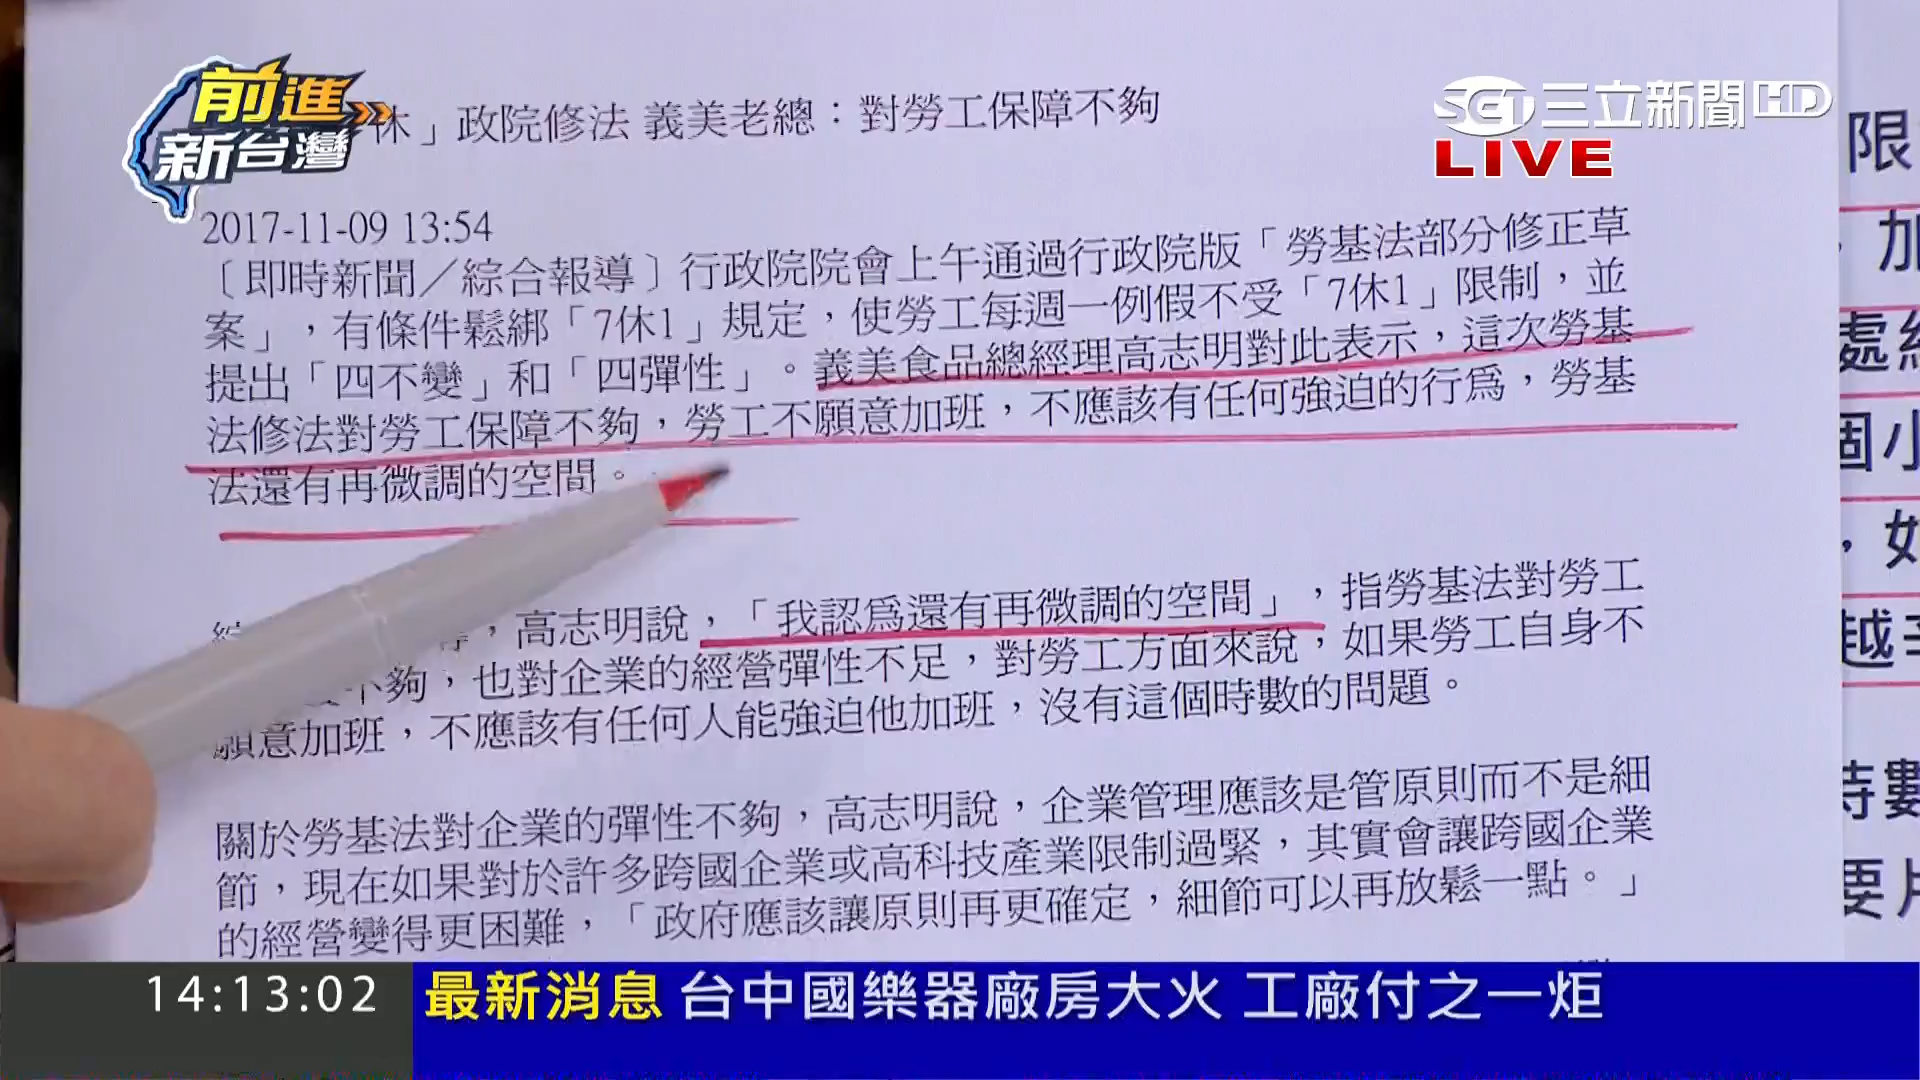 前進
新台灣
SET三立新聞HD
LIVE
休」政院修法 義美老總：對勞工保障不夠
2017-11-09 13:54
〔即時新聞／綜合報導〕行政院院會上午通過行政院版「勞基法部分修正草
案」，有條件鬆綁「7休1」規定，使勞工每週一例假不受「7休1」限制，並
提出「四不變」和「四彈性」。義美食品總經理高志明對此表示，這次勞基
法修法對勞工保障不夠，勞工不願意加班，不應該有任何強迫的行為，勞基
法還有再微調的空間。
，高志明說，「我認為還有再微調的空間」，指勞基法對勞工
不夠，也對企業的經營彈性不足，對勞工方面來說，如果勞工自身不
願意加班，不應該有任何人能強迫他加班，沒有這個時數的問題。
關於勞基法對企業的彈性不夠，高志明說，企業管理應該是管原則而不是細
節，現在如果對於許多跨國企業或高科技產業限制過緊，其實會讓跨國企業
的經營變得更困難，「政府應該讓原則再更確定，細節可以再放鬆一點。」
限
，加
處
個小
，如
越
時數
要
14:13:02
最新消息 台中國樂器廠房大火 工廠付之一炬